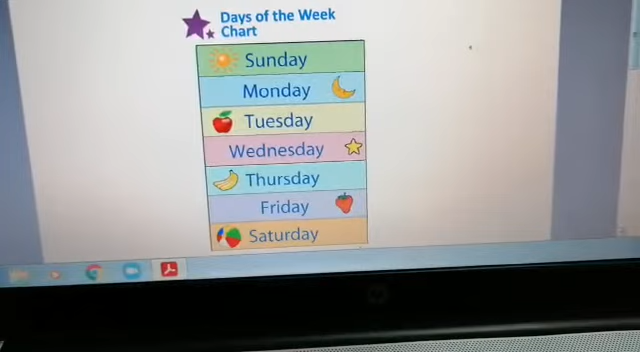 Days of the Week
Chart
Sunday
Monday
Tuesday
Wednesday
Thursday
Friday
Saturday